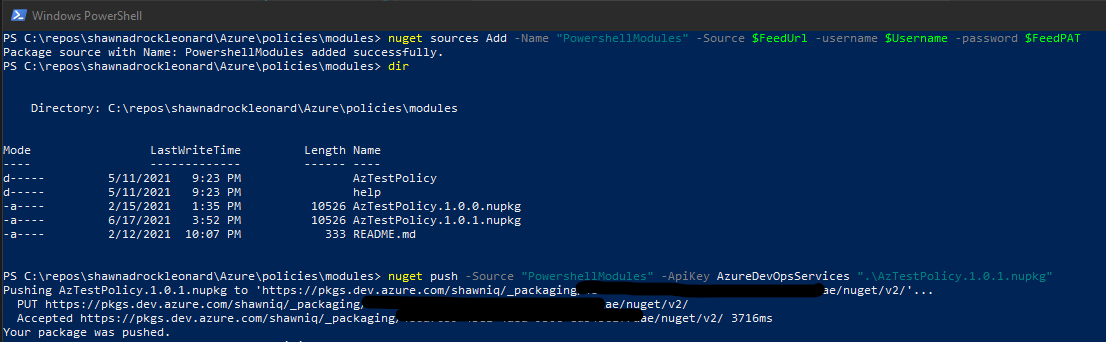 Windows PowerShell
PS C:\repos\shawnadrockleonard\Azure\policies\modules> nuget sources Add -Name "PowershellModules" -Source $FeedUrl -username $Username -password $FeedPAT
Package source with Name: PowershellModules added successfully.
PS C:\repos\shawnadrockleonard\Azure\policies\modules> dir
Directory: C:\repos\shawnadrockleonard\Azure\policies\modules
Mode LastWriteTime Length Name
---- ------------- ------ ----
d----- 5/11/2021 9:23 PM AzTestPolicy
d----- 5/11/2021 9:23 PM help
-a---- 2/15/2021 1:35 PM 10526 AzTestPolicy.1.0.0.nupkg
-a---- 6/17/2021 3:52 PM 10526 AzTestPolicy.1.0.1.nupkg
-a---- 2/12/2021 10:07 PM 333 README.md
PS C:\repos\shawnadrockleonard\Azure\policies\modules> nuget push -Source "PowershellModules" -ApiKey AzureDevOpsServices ".\AzTestPolicy.1.0.1.nupkg"
Pushing AzTestPolicy.1.0.1.nupkg to 'https://pkgs.dev.azure.com/shawniq/_packaging/ ae/nuget/v2/'...
PUT https://pkgs.dev.azure.com/shawniq/_packaging/ ae/nuget/v2/
Accepted https://pkgs.dev.azure.com/shawniq/_packaging/ ae/nuget/v2/ 3716ms
Your package was pushed.